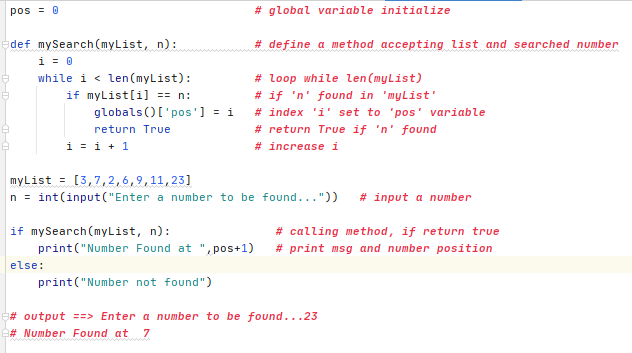 pos = 0                            # global variable initialize
def mySearch(myList, n):           # define a method accepting list and searched number
    i = 0
    while i < len(myList):         # loop while len(myList)
        if myList[i] == n:         # if 'n' found in 'myList'
            globals()['pos'] = i   # index 'i' set to 'pos' variable
            return True            # return True if 'n' found
        i = i + 1                  # increase i
myList = [3,7,2,6,9,11,23]
n = int(input("Enter a number to be found..."))   # input a number
if mySearch(myList, n):               # calling method, if return true
    print("Number Found at ",pos+1)   # print msg and number position
else:
    print("Number not found")
# output ==> Enter a number to be found...23
# Number Found at  7